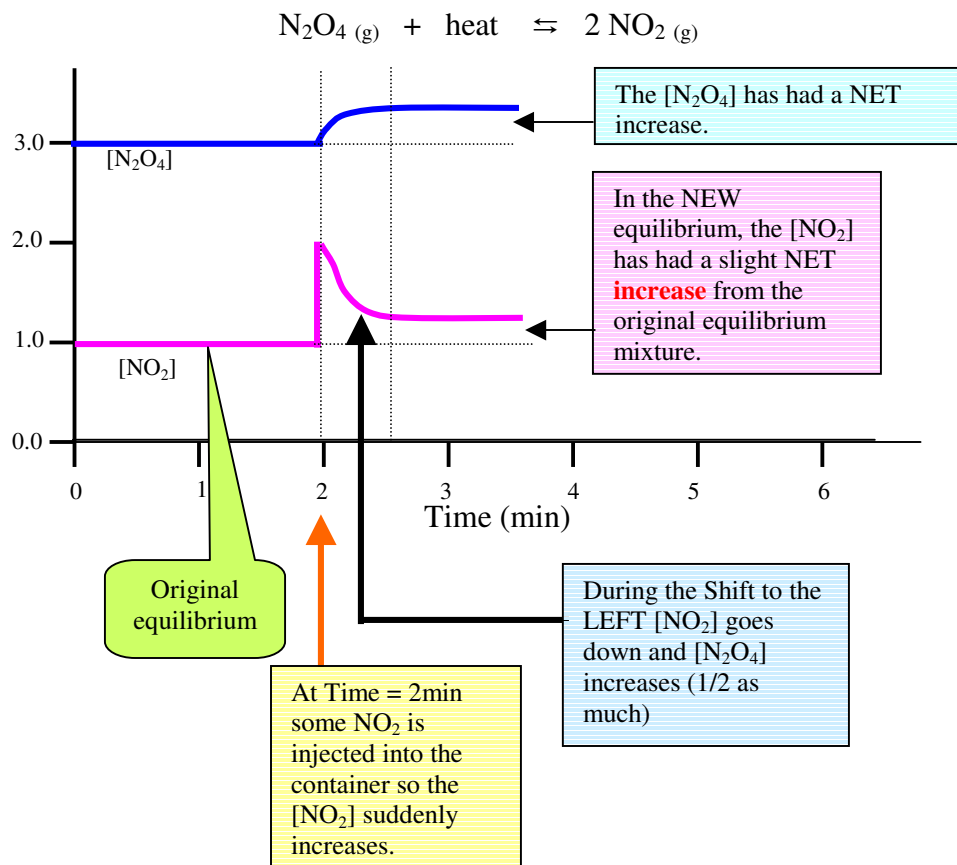 N₂O₄ (g) + heat ⇆ 2 NO₂ (g)
The [N₂O₄] has had a NET
increase.
3.0
[N₂O₄]
In the NEW
equilibrium, the [NO₂]
has had a slight NET
increase from the
original equilibrium
mixture.
2.0
1.0
[NO₂]
0.0
0 1 2 3 4 5 6
Time (min)
Original
equilibrium
During the Shift to the
LEFT [NO₂] goes
down and [N₂O₄]
increases (1/2 as
much)
At Time = 2min
some NO₂ is
injected into the
container so the
[NO₂] suddenly
increases.